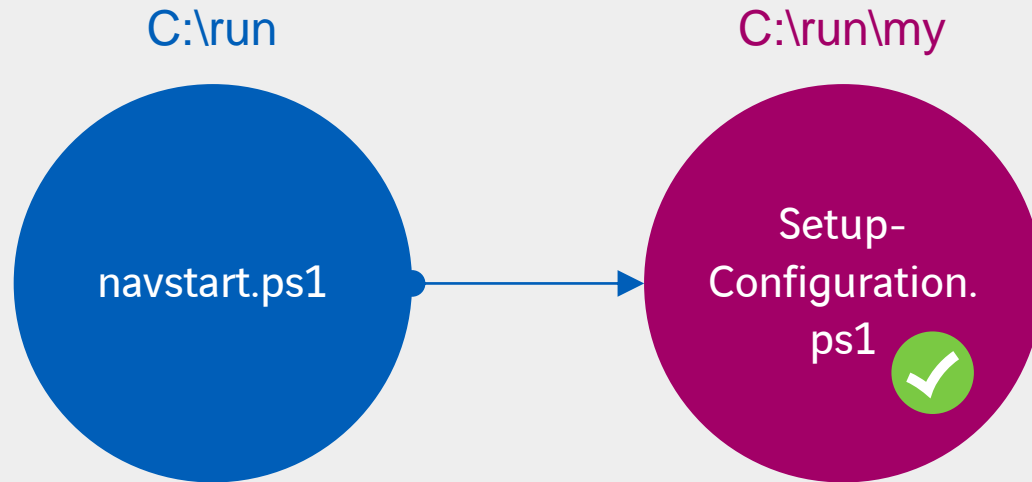 C:\run
C:\run\my
navstart.ps1
Setup-
Configuration.
ps1